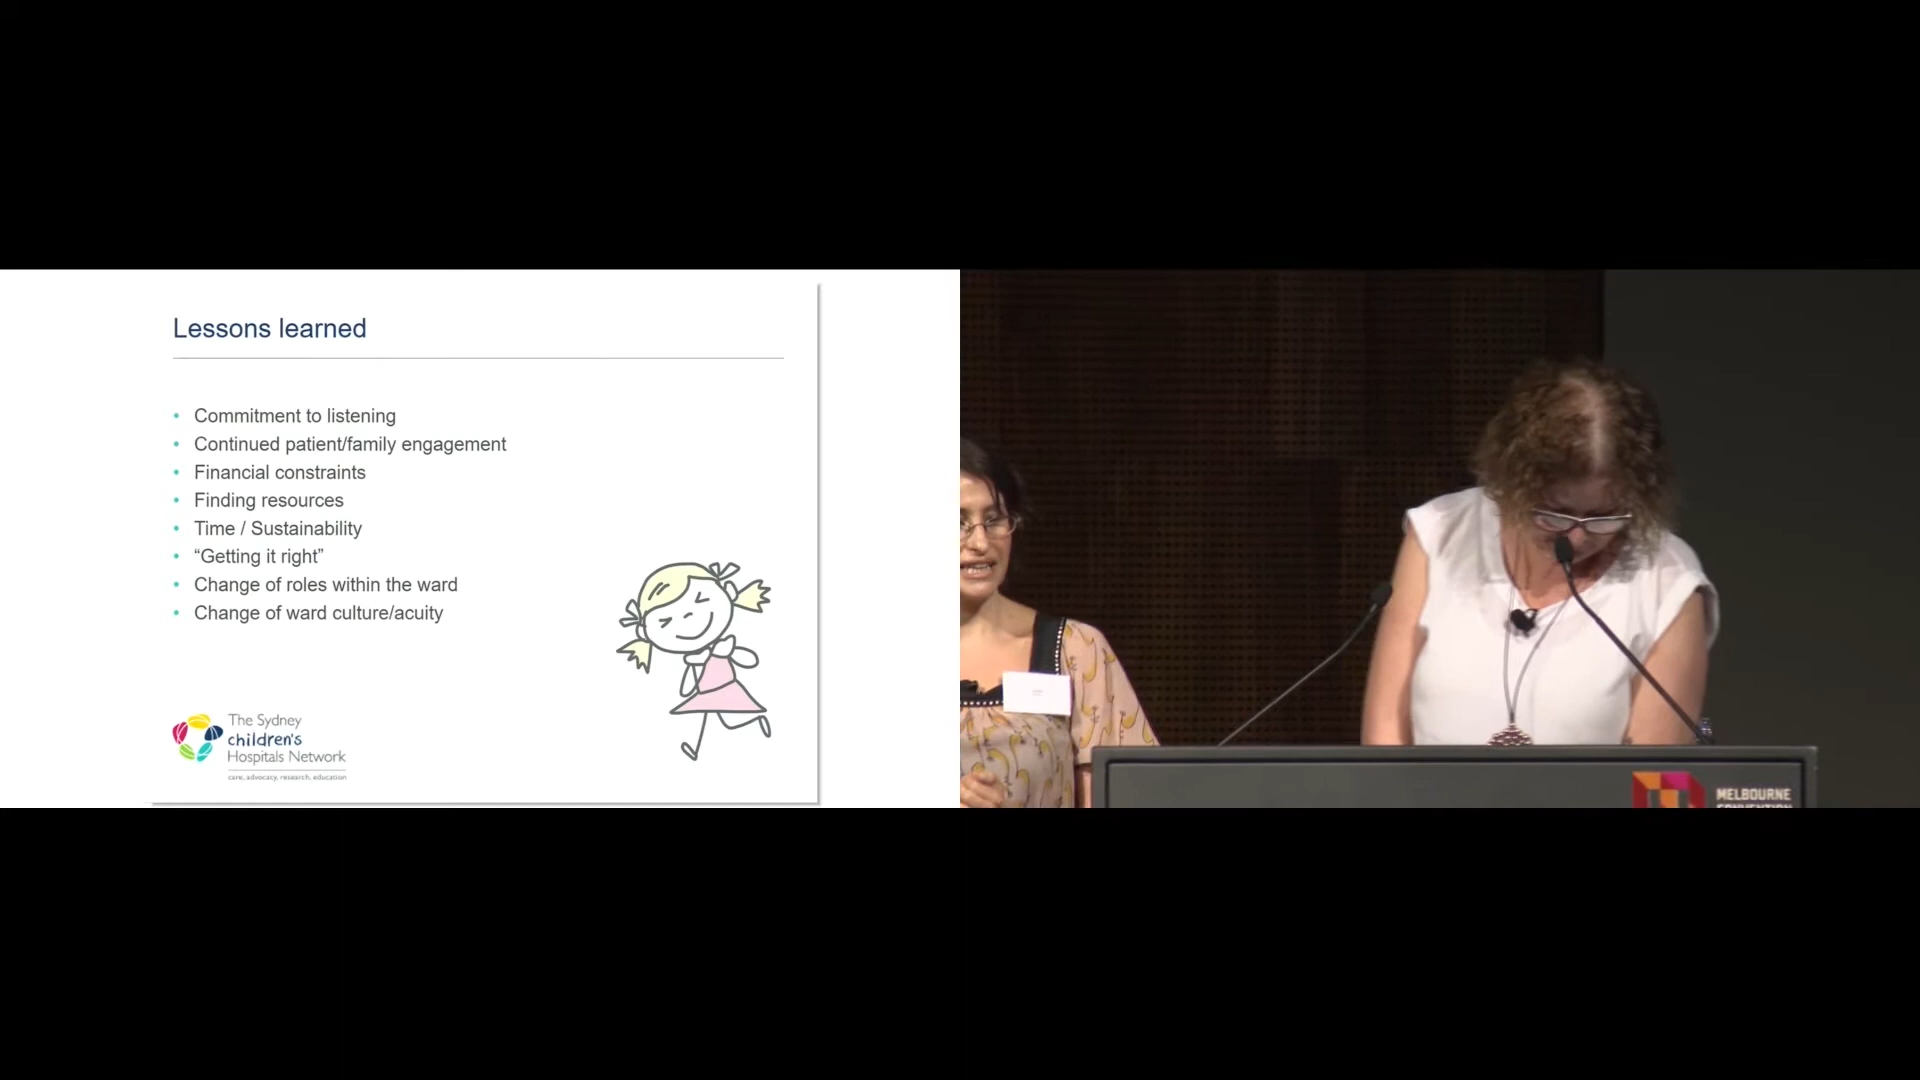 Lessons learned
• Commitment to listening
• Continued patient/family engagement
• Financial constraints
• Finding resources
• Time / Sustainability
• “Getting it right”
• Change of roles within the ward
• Change of ward culture/acuity
The Sydney
children's
Hospitals Network
care, advocacy, research, education
MELBOURNE
CONVENTION